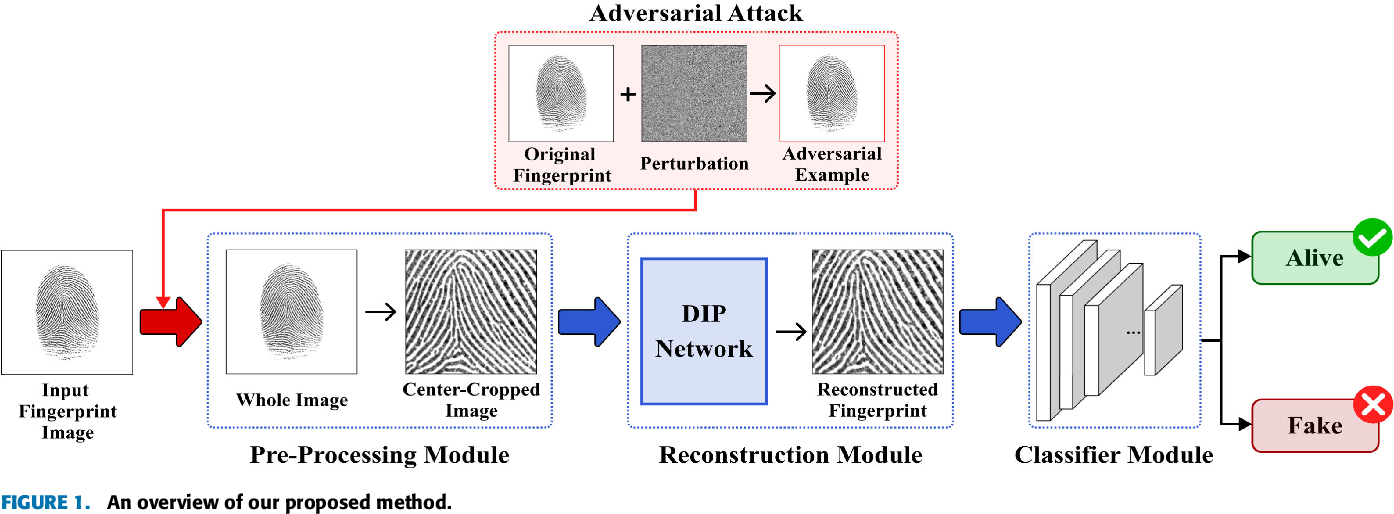 Adversarial Attack
+
Original
Fingerprint
Perturbation
Adversarial
Example
Input
Fingerprint
Image
Whole Image
Center-Cropped
Image
Pre-Processing Module
DIP
Network
Reconstructed
Fingerprint
Reconstruction Module
...
Classifier Module
Alive
Fake
FIGURE 1. An overview of our proposed method.